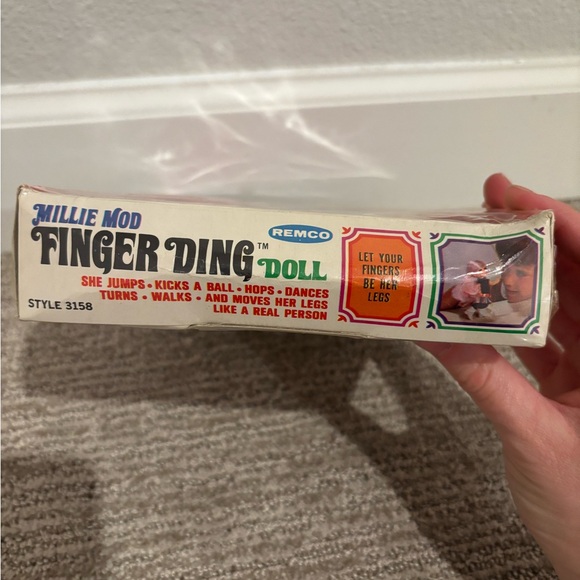 MILLIE MOD
FINGER DING™ DOLL
REMCO
SHE JUMPS • KICKS A BALL • HOPS • DANCES
TURNS • WALKS • AND MOVES HER LEGS
LIKE A REAL PERSON
STYLE 3158
LET YOUR
FINGERS
BE HER
LEGS